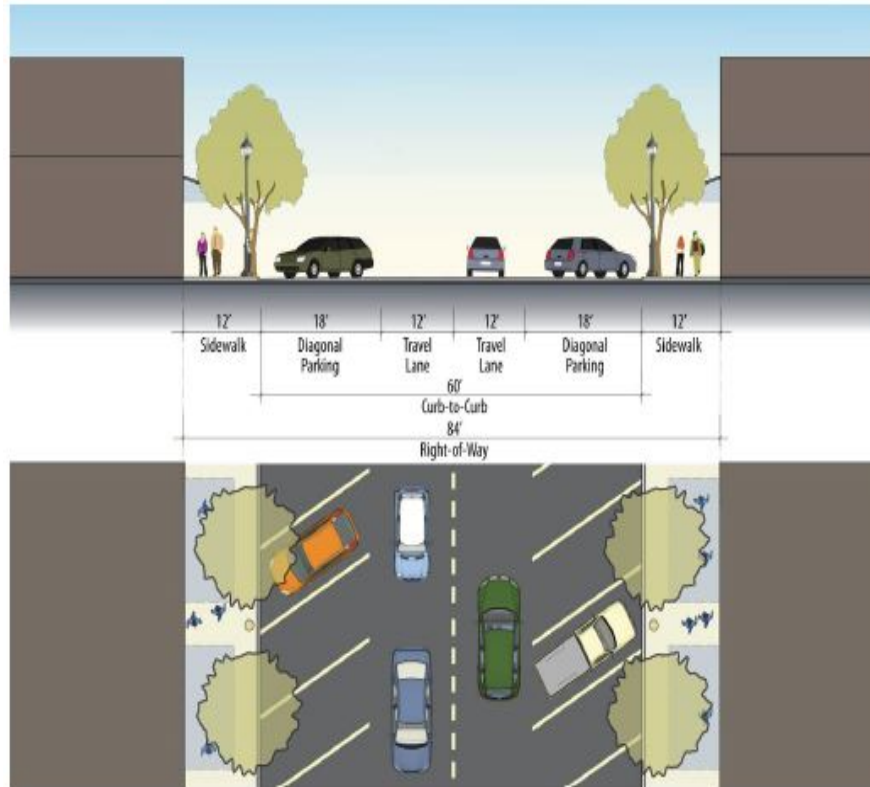 12' 18' 12' 12' 18' 12'
Sidewalk Diagonal Travel Travel Diagonal Sidewalk
Parking Lane Lane Parking
60'
Curb-to-Curb
84'
Right-of-Way